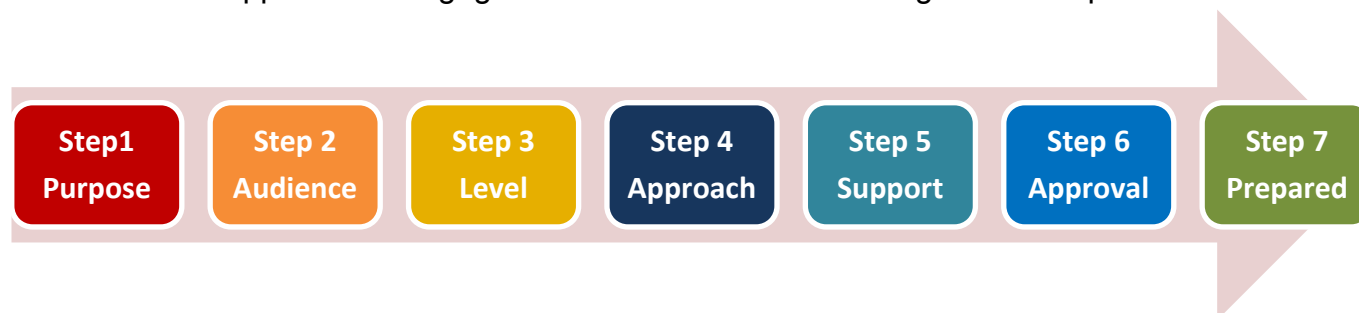 Step1
Purpose
Step 2
Audience
Step 3
Level
Step 4
Approach
Step 5
Support
Step 6
Approval
Step 7
Prepared